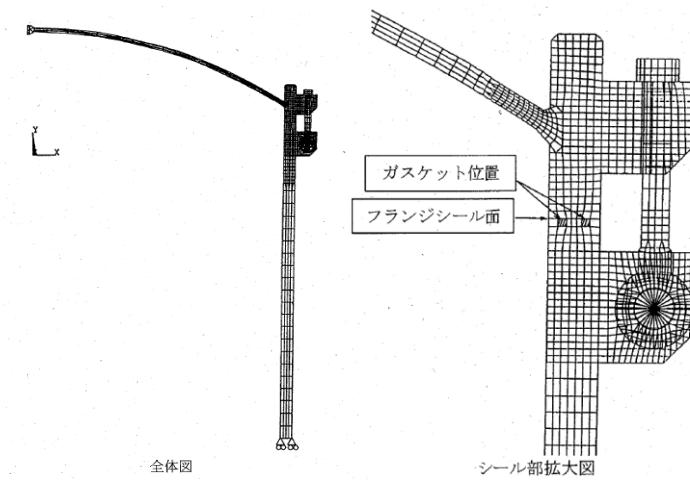 Y
X
ガスケット位置
フランジシール面
全体図
シール部拡大図